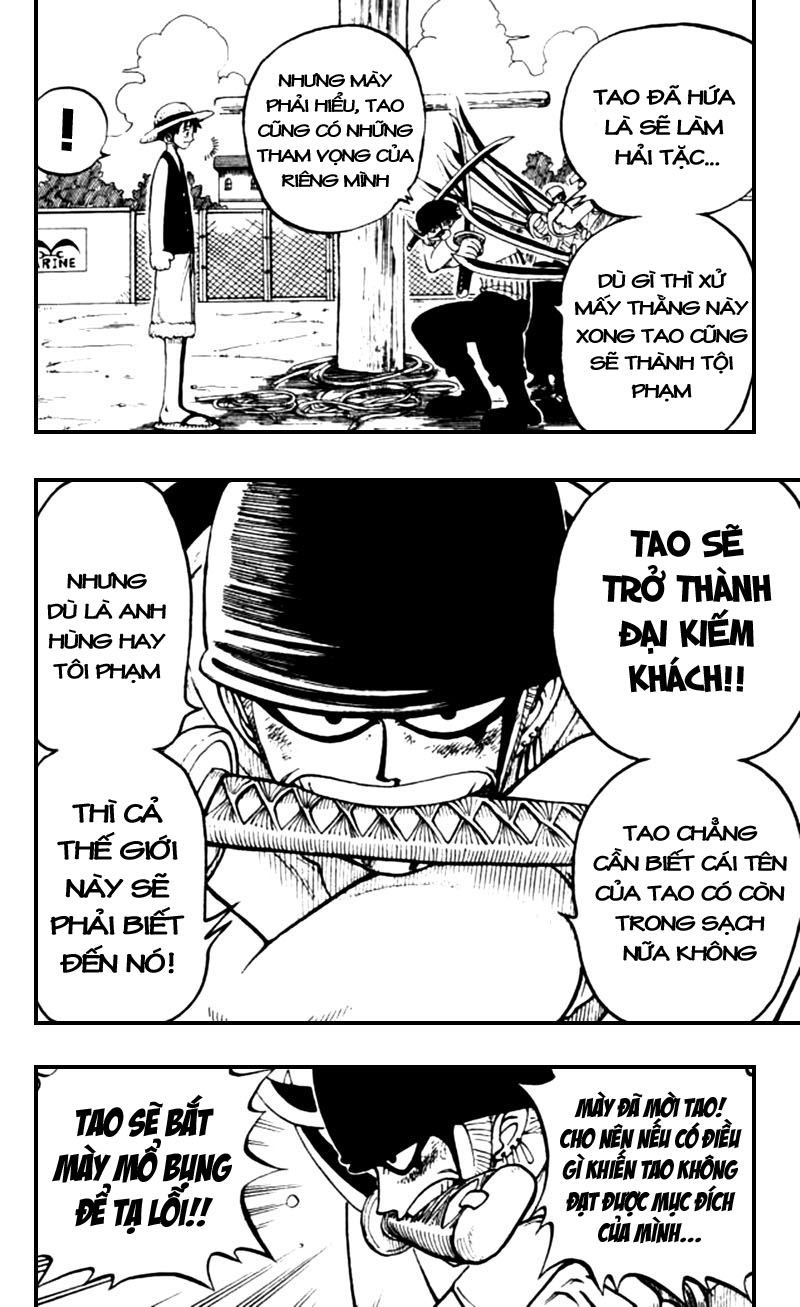 TAO ĐÃ HỨA
LÀ SẼ LÀM
HẢI TẶC...
DÙ GÌ THÌ XỬ
MẤY THẰNG NÀY
XONG TAO CŨNG
SẼ THÀNH TỘI
PHẠM
NHƯNG MÀY
PHẢI HIỂU, TAO
CŨNG CÓ NHỮNG
THAM VỌNG CỦA
RIÊNG MÌNH
!
RINE
TAO SẼ
TRỞ THÀNH
ĐẠI KIẾM
KHÁCH!!
TAO CHẲNG
CẦN BIẾT CÁI TÊN
CỦA TAO CÓ CÒN
TRONG SẠCH
NỮA KHÔNG
NHƯNG
DÙ LÀ ANH
HÙNG HAY
TÔI PHẠM
THÌ CẢ
THẾ GIỚI
NÀY SẼ
PHẢI BIẾT
ĐẾN NÓ!
MÀY ĐÃ MỜI TAO!
CHO NÊN NẾU CÓ ĐIỀU
GÌ KHIẾN TAO KHÔNG
ĐẠT ĐƯỢC MỤC ĐÍCH
CỦA MÌNH...
TAO SẼ BẮT
MÀY MỔ BỤNG
ĐỂ TẠ LỖI!!